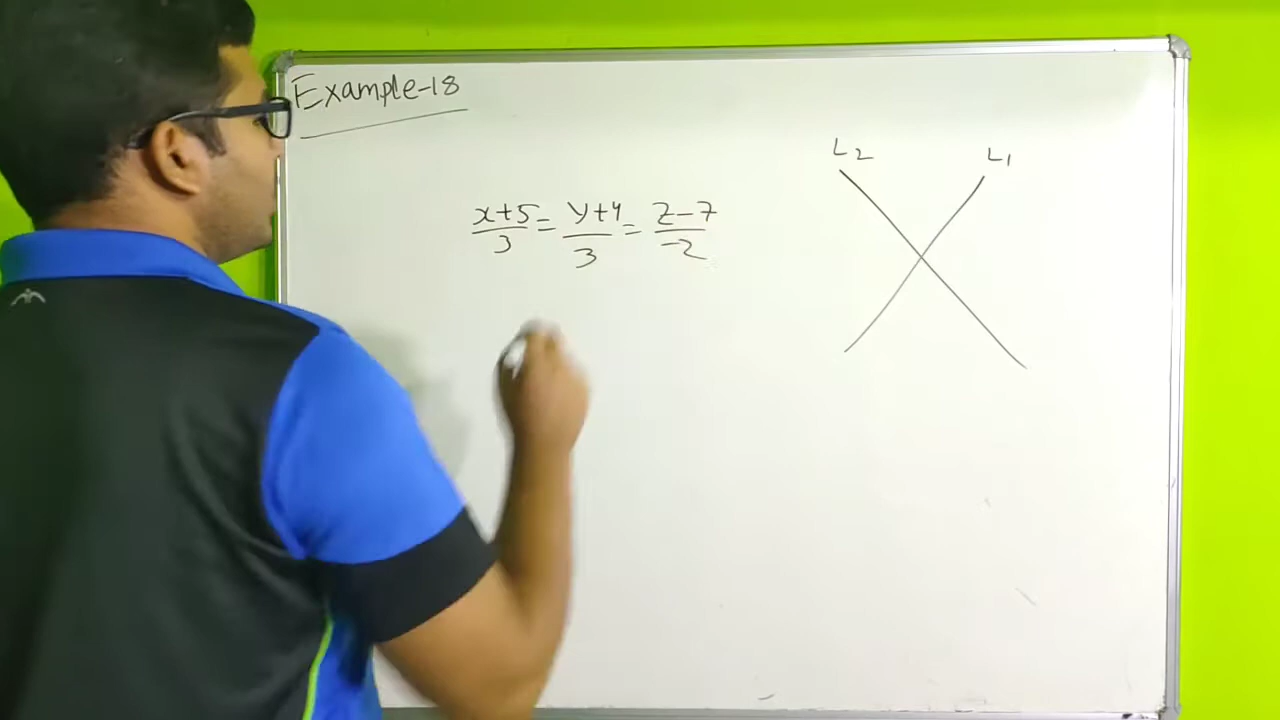 Example-18
L2 L1
x+5/3 = y+4/3 = z-7/-2